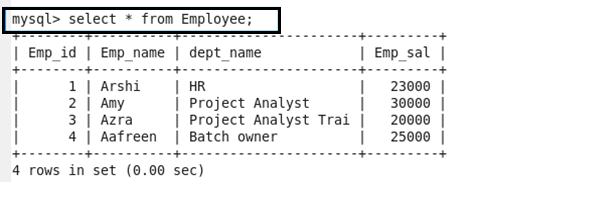 mysql> select * from Employee;
+--------+----------+----------------------+---------+
| Emp_id | Emp_name | dept_name            | Emp_sal |
+--------+----------+----------------------+---------+
|      1 | Arshi    | HR                   |   23000 |
|      2 | Amy      | Project Analyst      |   30000 |
|      3 | Azra     | Project Analyst Trai |   20000 |
|      4 | Aafreen  | Batch owner          |   25000 |
+--------+----------+----------------------+---------+
4 rows in set (0.00 sec)